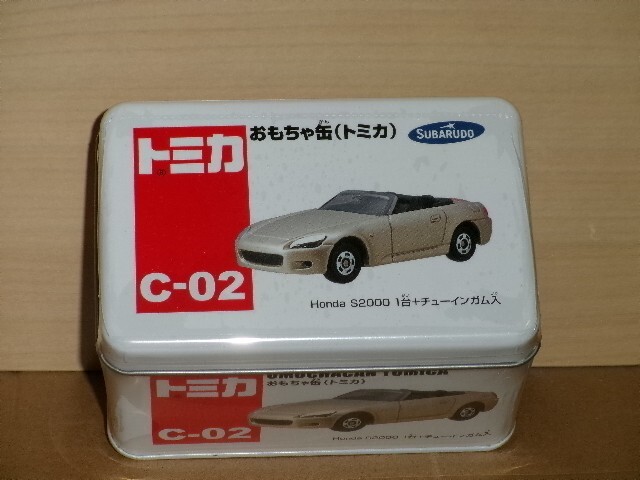 おもちゃ缶(トミカ)
SUBARUDO
トミカ
C-02
Honda S2000 1台+チューインガム入
OMOCHACAN TOMICA
トミカ
おもちゃ缶(トミカ)
C-02
Honda S2000 1台+チューインガム入